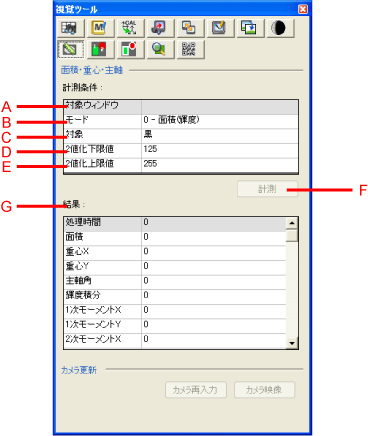 視覚ツール
+CAL
面積・重心・主軸
計測条件 :
A
対象ウィンドウ
B
モード 0 - 面積(輝度)
C
対象 黒
D
2値化下限値 125
E
2値化上限値 255
計測 F
G
結果 :
処理時間 0
面積 0
重心X 0
重心Y 0
主軸角 0
輝度積分 0
1次モーメントX 0
1次モーメントY 0
2次モーメントX 0
カメラ更新
カメラ再入力 カメラ映像